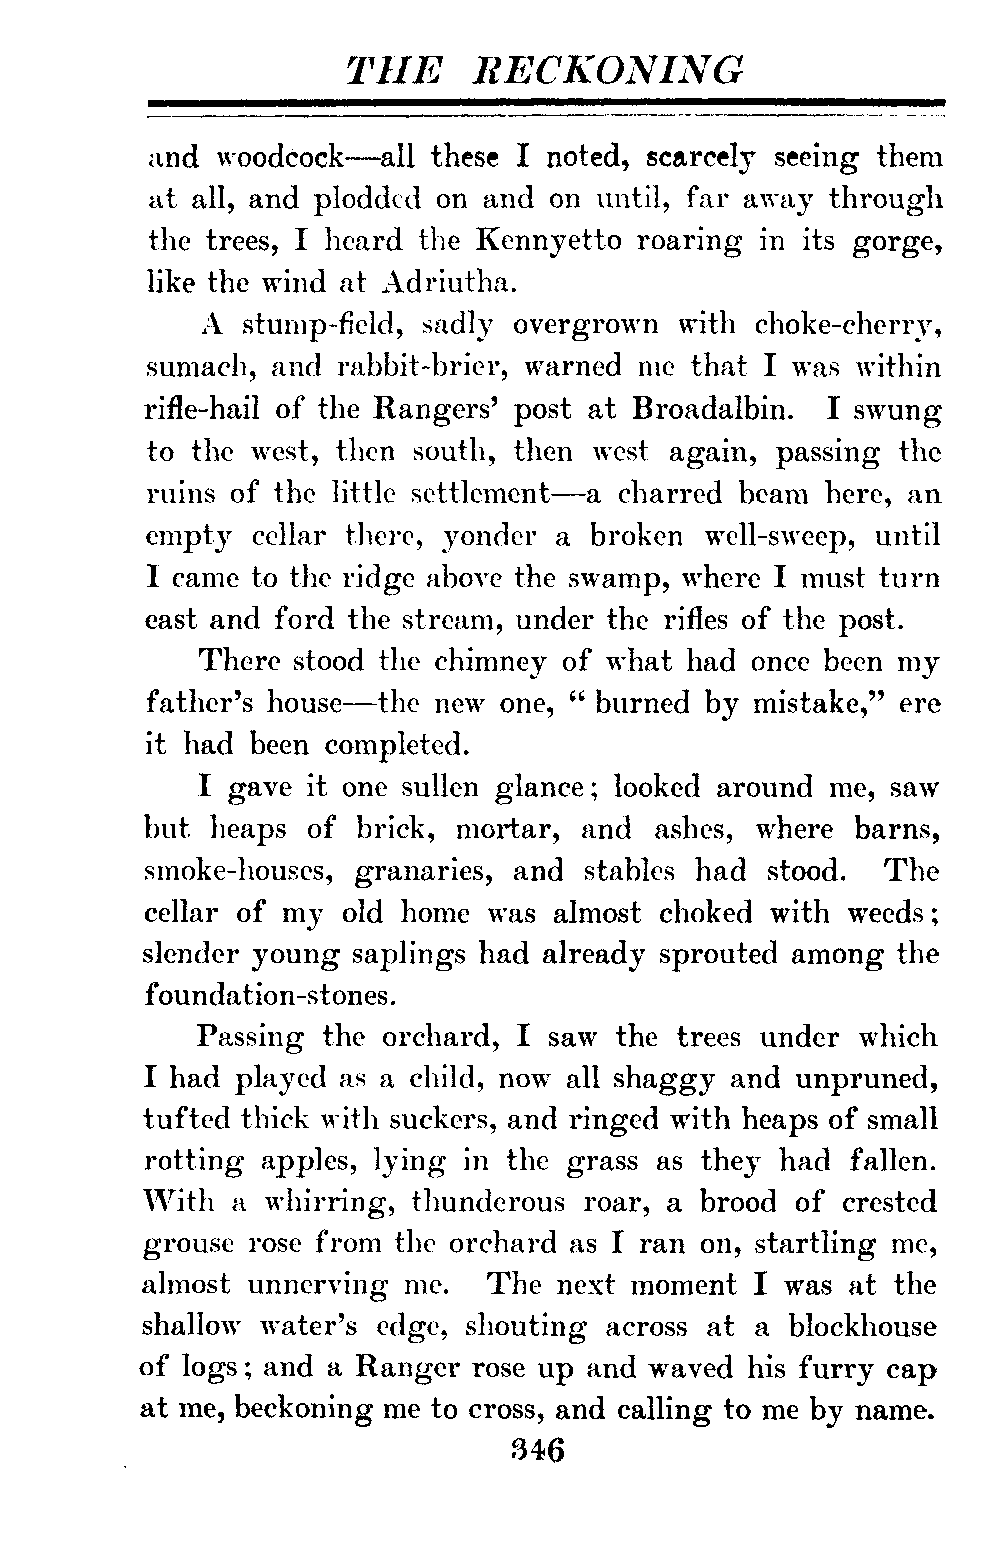 THE RECKONING
and woodcock—all these I noted, scarcely seeing them
at all, and plodded on and on until, far away through
the trees, I heard the Kennyetto roaring in its gorge,
like the wind at Adriutha.
A stump-field, sadly overgrown with choke-cherry,
sumach, and rabbit-brier, warned me that I was within
rifle-hail of the Rangers’ post at Broadalbin. I swung
to the west, then south, then west again, passing the
ruins of the little settlement—a charred beam here, an
empty cellar there, yonder a broken well-sweep, until
I came to the ridge above the swamp, where I must turn
east and ford the stream, under the rifles of the post.
There stood the chimney of what had once been my
father’s house—the new one, “ burned by mistake,” ere
it had been completed.
I gave it one sullen glance; looked around me, saw
but heaps of brick, mortar, and ashes, where barns,
smoke-houses, granaries, and stables had stood. The
cellar of my old home was almost choked with weeds;
slender young saplings had already sprouted among the
foundation-stones.
Passing the orchard, I saw the trees under which
I had played as a child, now all shaggy and unpruned,
tufted thick with suckers, and ringed with heaps of small
rotting apples, lying in the grass as they had fallen.
With a whirring, thunderous roar, a brood of crested
grouse rose from the orchard as I ran on, startling me,
almost unnerving me. The next moment I was at the
shallow water’s edge, shouting across at a blockhouse
of logs; and a Ranger rose up and waved his furry cap
at me, beckoning me to cross, and calling to me by name.
346